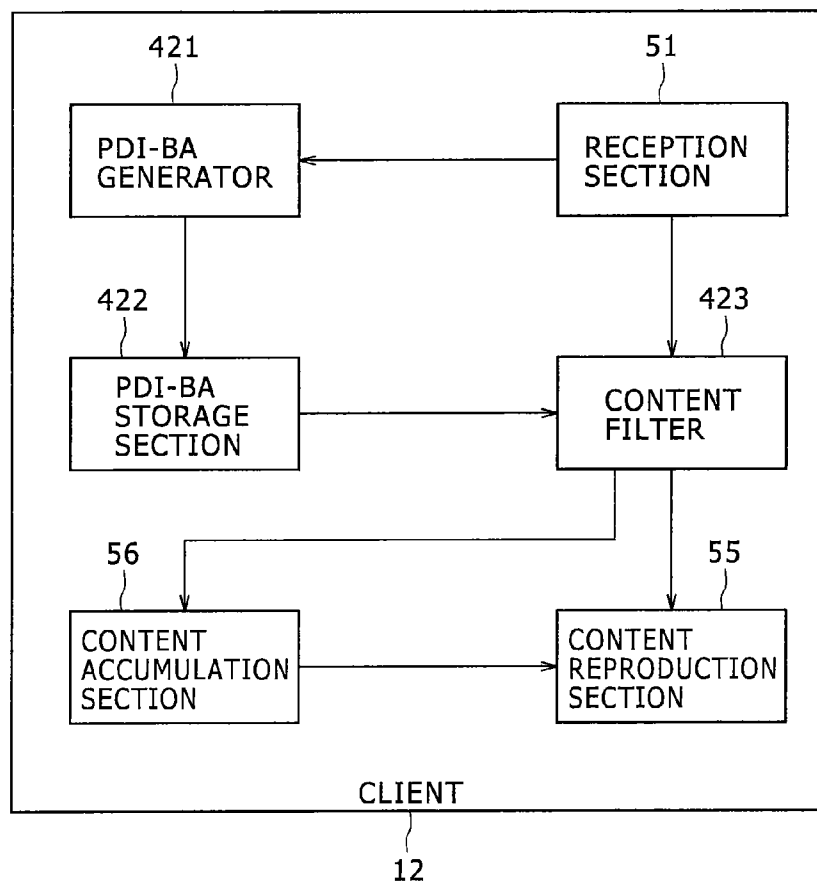 421
51
PDI-BA
GENERATOR
RECEPTION
SECTION
422
423
PDI-BA
STORAGE
SECTION
CONTENT
FILTER
56
55
CONTENT
ACCUMULATION
SECTION
CONTENT
REPRODUCTION
SECTION
CLIENT
12